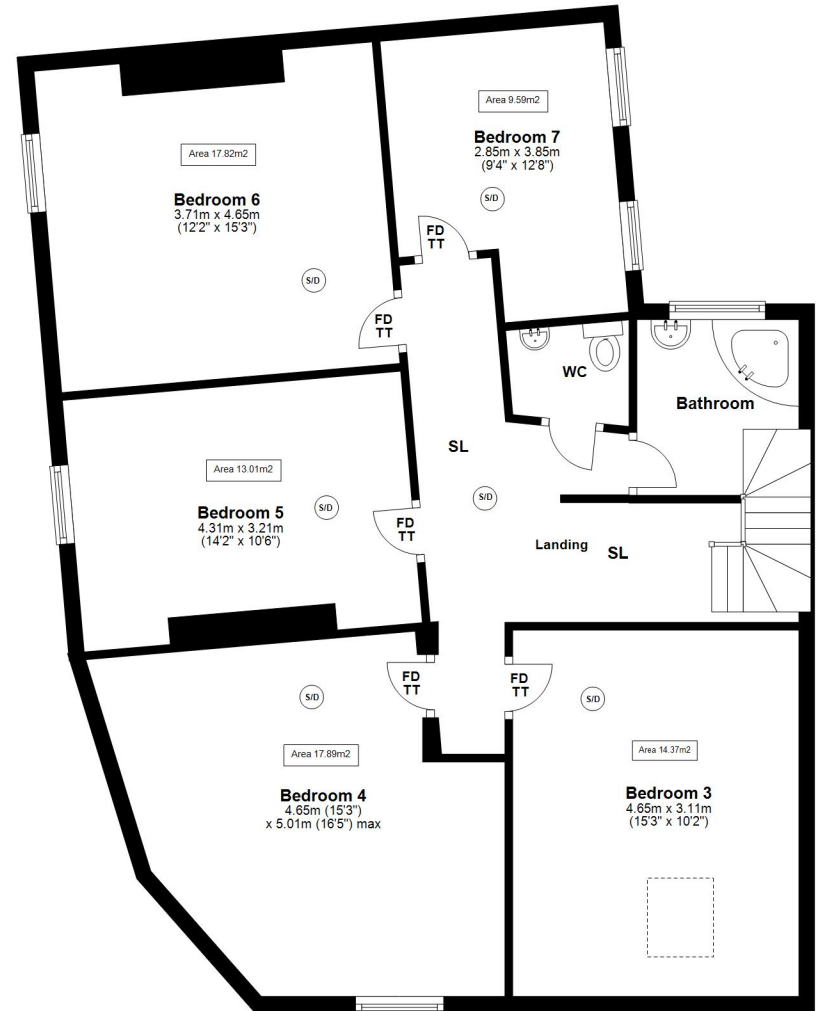 Area 9.59m2
Bedroom 7
2.85m x 3.85m
(9'4" x 12'8")
S/D
FD
TT
Area 17.82m2
Bedroom 6
3.71m x 4.65m
(12'2" x 15'3")
S/D
FD
TT
WC
Bathroom
SL
S/D
Area 13.01m2
Bedroom 5
4.31m x 3.21m
(14'2" x 10'6")
S/D
FD
TT
Landing
SL
FD
TT
S/D
Area 17.89m2
Bedroom 4
4.65m (15'3")
x 5.01m (16'5") max
FD
TT
S/D
Area 14.37m2
Bedroom 3
4.65m x 3.11m
(15'3" x 10'2")